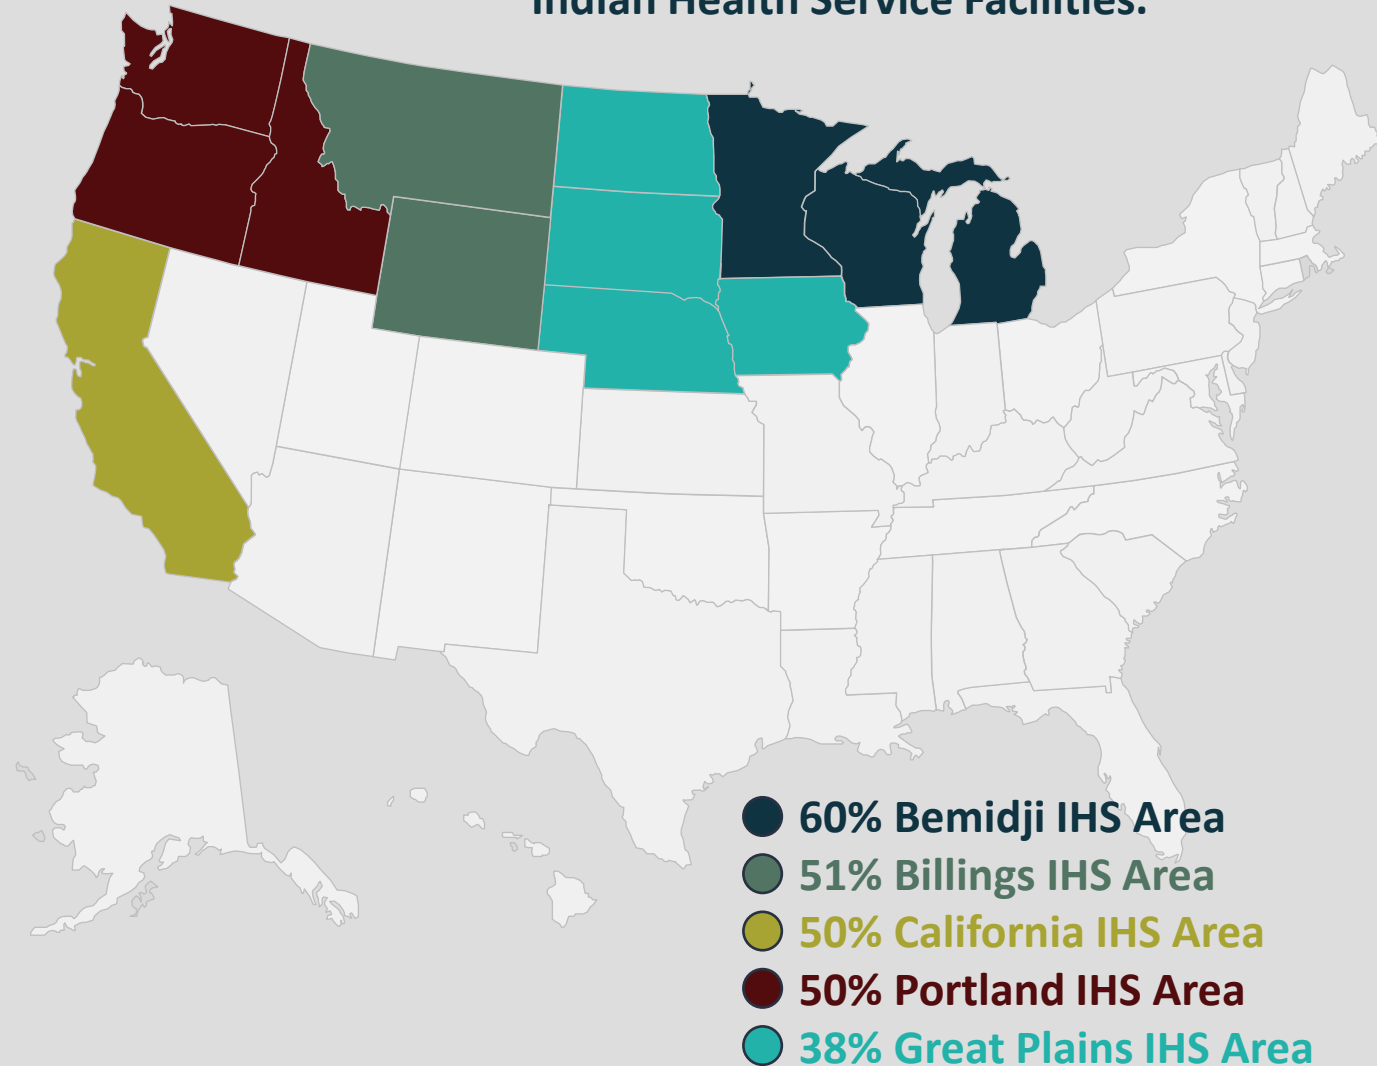 Indian Health Service Facilities.
60% Bemidji IHS Area
51% Billings IHS Area
50% California IHS Area
50% Portland IHS Area
38% Great Plains IHS Area